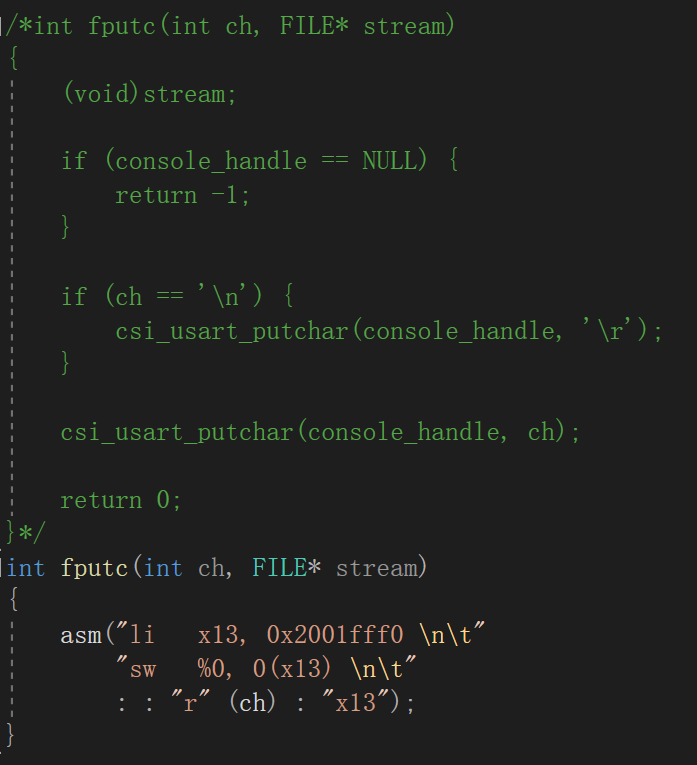 /*int fputc(int ch, FILE* stream)
{
    (void)stream;

    if (console_handle == NULL) {
        return -1;
    }

    if (ch == '\n') {
        csi_usart_putchar(console_handle, '\r');
    }

    csi_usart_putchar(console_handle, ch);

    return 0;
}*/
int fputc(int ch, FILE* stream)
{
    asm("li   x13, 0x2001fff0 \n\t"
        "sw   %0, 0(x13) \n\t"
        : : "r" (ch) : "x13");
}